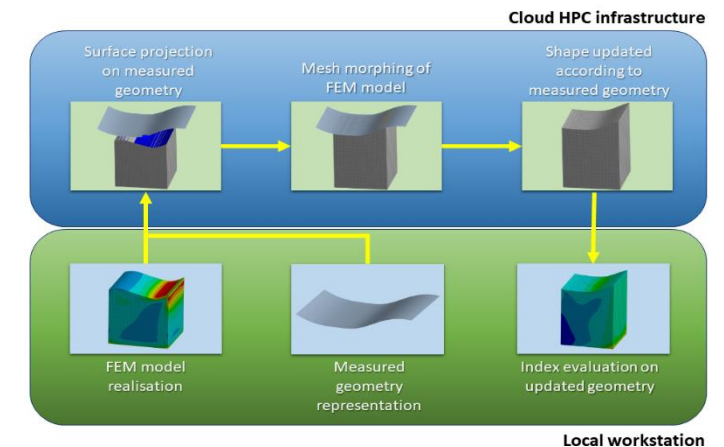 Cloud HPC infrastructure
Surface projection
on measured
geometry
Mesh morphing of
FEM model
Shape updated
according to
measured geometry
FEM model
realisation
Measured
geometry
representation
Index evaluation on
updated geometry
Local workstation